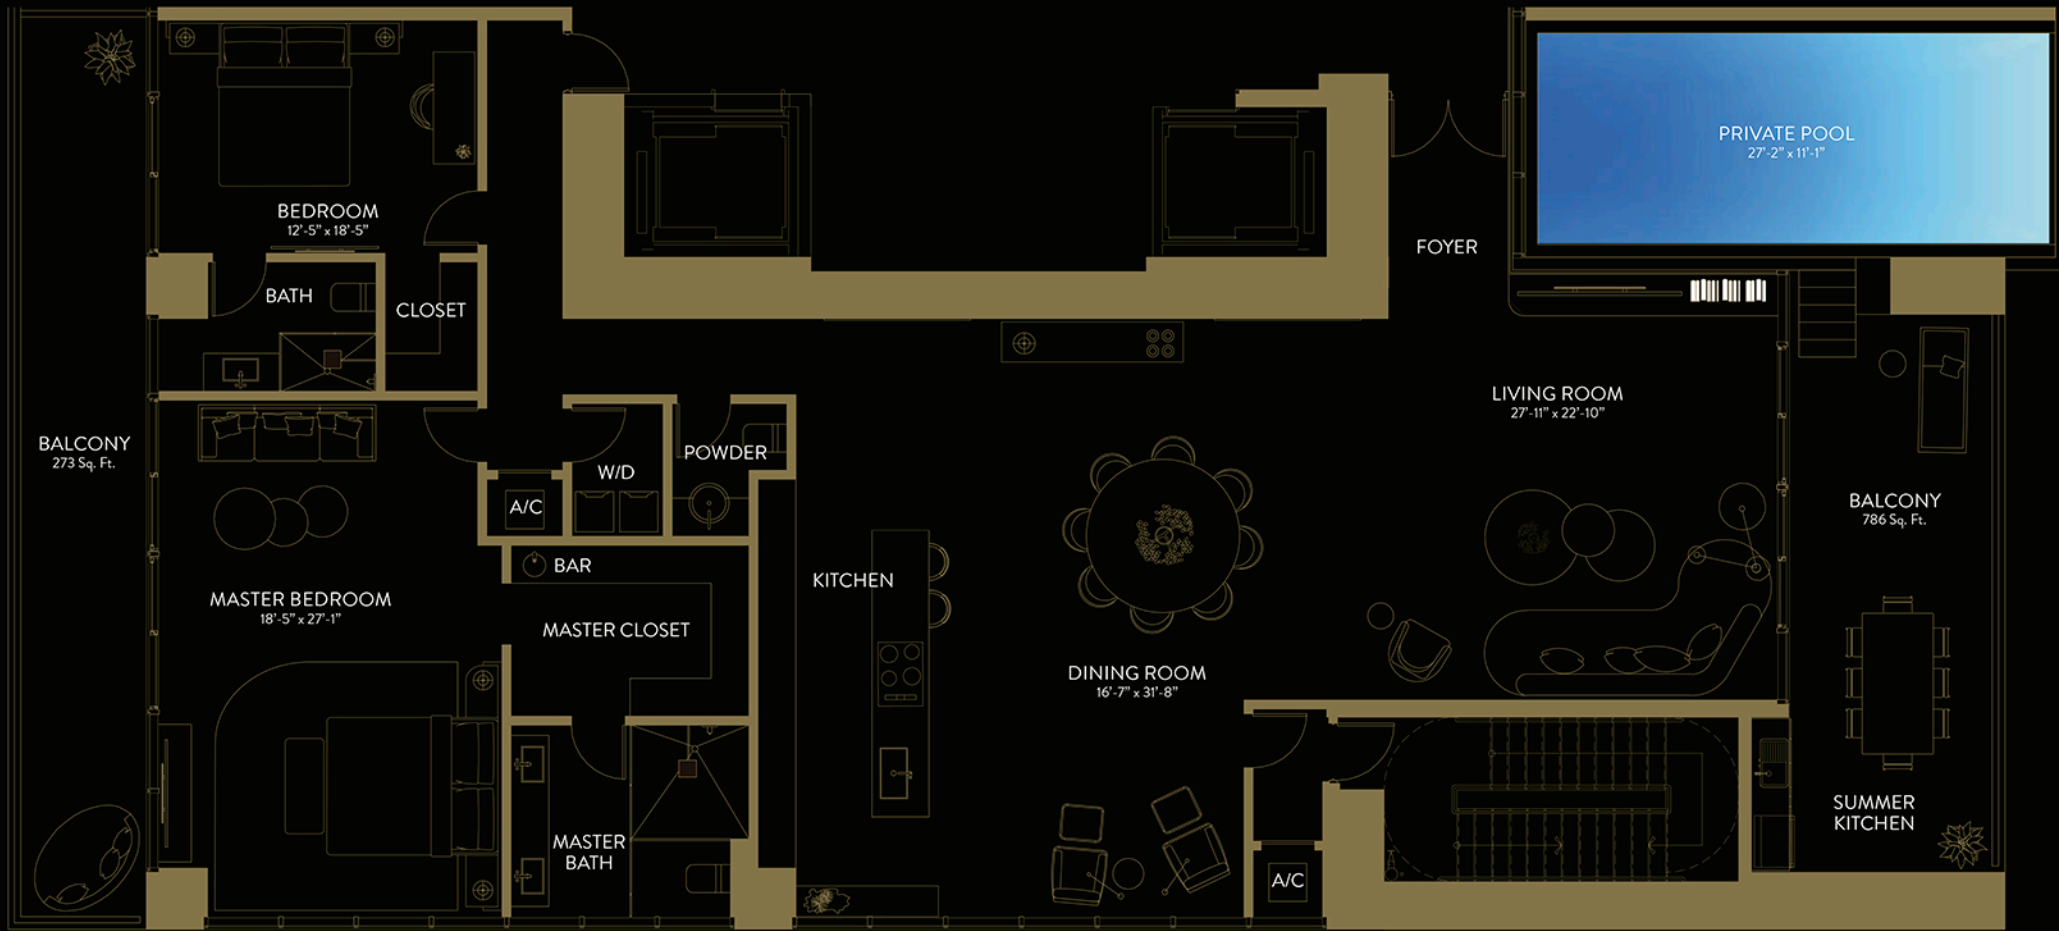 PRIVATE POOL
27'-2" x 11'-1"
BEDROOM
12'-5" x 18'-5"
FOYER
BATH
CLOSET
LIVING ROOM
27'-11" x 22'-10"
BALCONY
273 Sq. Ft.
POWDER
W/D
A/C
BALCONY
786 Sq. Ft.
BAR
KITCHEN
MASTER BEDROOM
18'-5" x 27'-1"
MASTER CLOSET
DINING ROOM
16'-7" x 31'-8"
SUMMER
KITCHEN
MASTER
BATH
A/C